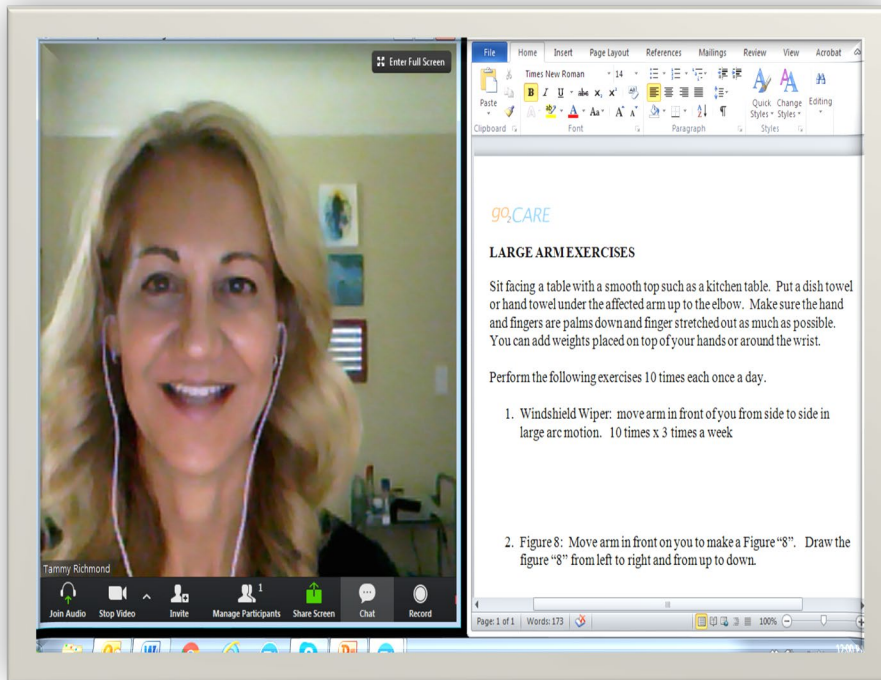 Enter Full Screen
Tammy Richmond
Join Audio
Stop Video
Invite
1
Manage Participants
Share Screen
Chat
Record
File Home Insert Page Layout References Mailings Review View Acrobat
Times New Roman 14
B I U abc x, x²
Aa A A
Paste
Quick Styles
Change Styles
Editing
Clipboard Font Paragraph Styles
go2CARE
LARGE ARM EXERCISES
Sit facing a table with a smooth top such as a kitchen table. Put a dish towel
or hand towel under the affected arm up to the elbow. Make sure the hand
and fingers are palms down and finger stretched out as much as possible.
You can add weights placed on top of your hands or around the wrist.
Perform the following exercises 10 times each once a day.
1. Windshield Wiper: move arm in front of you from side to side in
large arc motion. 10 times x 3 times a week
2. Figure 8: Move arm in front on you to make a Figure “8”. Draw the
figure “8” from left to right and from up to down.
Page: 1 of 1 Words: 173 100%